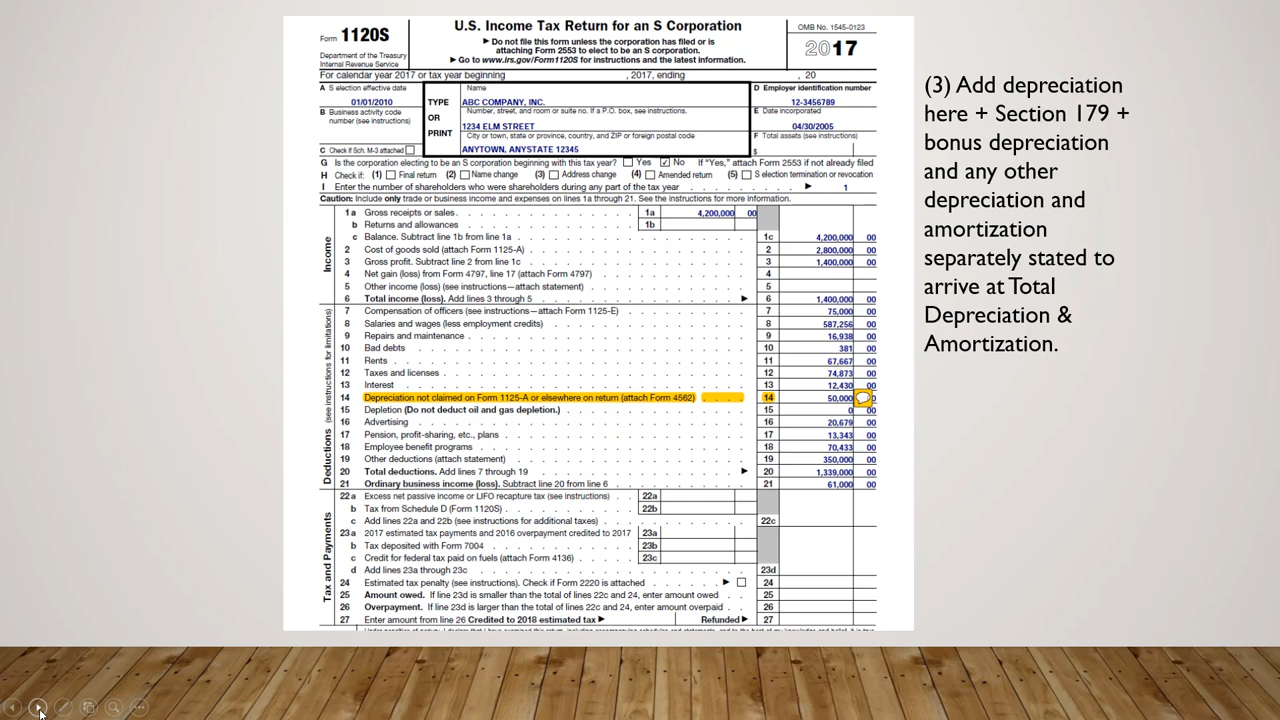 Form 1120S
Department of the Treasury
Internal Revenue Service
U.S. Income Tax Return for an S Corporation
▶ Do not file this form unless the corporation has filed or is
attaching Form 2553 to elect to be an S corporation.
▶ Go to www.irs.gov/Form1120S for instructions and the latest information.
OMB No. 1545-0123
2017
For calendar year 2017 or tax year beginning , 2017, ending , 20
A S election effective date
01/01/2010
B Business activity code
number (see instructions)
C Check if Sch. M-3 attached
TYPE
OR
PRINT
Name
ABC COMPANY, INC.
Number, street, and room or suite no. If a P.O. box, see instructions.
1234 ELM STREET
City or town, state or province, country, and ZIP or foreign postal code
ANYTOWN, ANYSTATE 12345
D Employer identification number
12-3456789
E Date incorporated
04/30/2005
F Total assets (see instructions)
$
G Is the corporation electing to be an S corporation beginning with this tax year? Yes ✓ No If "Yes," attach Form 2553 if not already filed
H Check if: (1) Final return (2) Name change (3) Address change (4) Amended return (5) S election termination or revocation
I Enter the number of shareholders who were shareholders during any part of the tax year ▶ 1
Caution: Include only trade or business income and expenses on lines 1a through 21. See the instructions for more information.
Income
1a Gross receipts or sales 1a 4,200,000 00
b Returns and allowances 1b
c Balance. Subtract line 1b from line 1a 1c 4,200,000 00
2 Cost of goods sold (attach Form 1125-A) 2 2,800,000 00
3 Gross profit. Subtract line 2 from line 1c 3 1,400,000 00
4 Net gain (loss) from Form 4797, line 17 (attach Form 4797) 4
5 Other income (loss) (see instructions—attach statement) 5
6 Total income (loss). Add lines 3 through 5 ▶ 6 1,400,000 00
Deductions (see instructions for limitations)
7 Compensation of officers (see instructions—attach Form 1125-E) 7 75,000 00
8 Salaries and wages (less employment credits) 8 587,256 00
9 Repairs and maintenance 9 16,938 00
10 Bad debts 10 381 00
11 Rents 11 67,667 00
12 Taxes and licenses 12 74,873 00
13 Interest 13 12,430 00
14 Depreciation not claimed on Form 1125-A or elsewhere on return (attach Form 4562) 14 50,000 0
15 Depletion (Do not deduct oil and gas depletion.) 15 0 00
16 Advertising 16 20,679 00
17 Pension, profit-sharing, etc., plans 17 13,343 00
18 Employee benefit programs 18 70,433 00
19 Other deductions (attach statement) 19 350,000 00
20 Total deductions. Add lines 7 through 19 ▶ 20 1,339,000 00
21 Ordinary business income (loss). Subtract line 20 from line 6 21 61,000 00
Tax and Payments
22a Excess net passive income or LIFO recapture tax (see instructions) 22a
b Tax from Schedule D (Form 1120S) 22b
c Add lines 22a and 22b (see instructions for additional taxes) 22c
23a 2017 estimated tax payments and 2016 overpayment credited to 2017 23a
b Tax deposited with Form 7004 23b
c Credit for federal tax paid on fuels (attach Form 4136) 23c
d Add lines 23a through 23c 23d
24 Estimated tax penalty (see instructions). Check if Form 2220 is attached ▶ 24
25 Amount owed. If line 23d is smaller than the total of lines 22c and 24, enter amount owed 25
26 Overpayment. If line 23d is larger than the total of lines 22c and 24, enter amount overpaid 26
27 Enter amount from line 26 Credited to 2018 estimated tax ▶ Refunded ▶ 27
(3) Add depreciation
here + Section 179 +
bonus depreciation
and any other
depreciation and
amortization
separately stated to
arrive at Total
Depreciation &
Amortization.